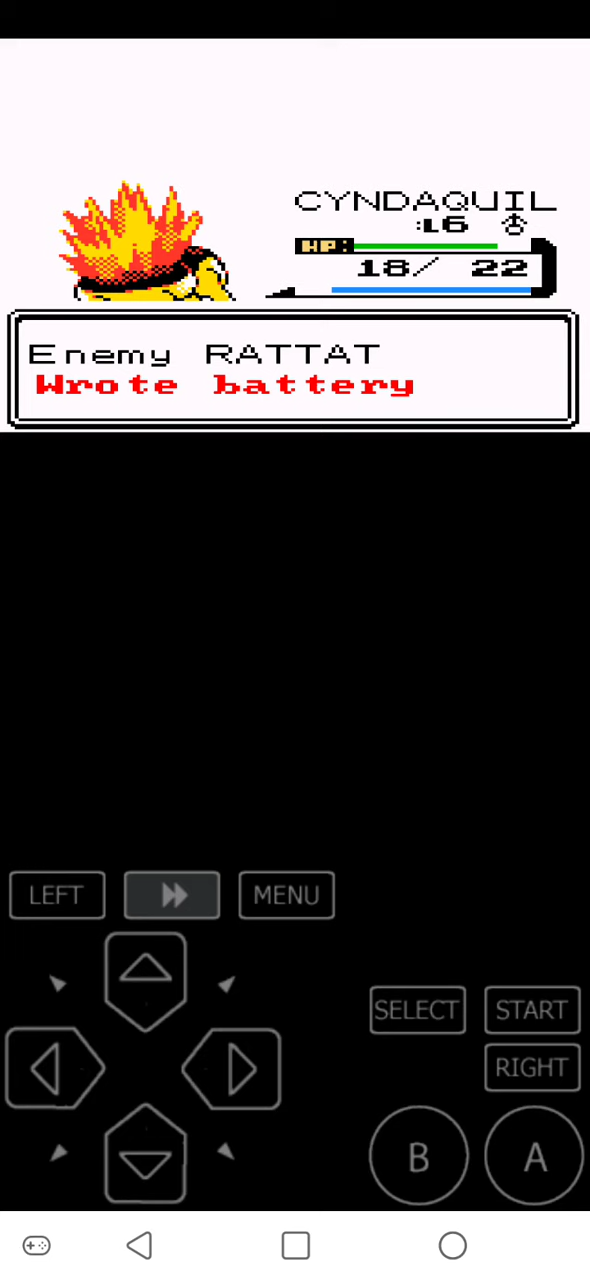 CYNDAQUIL
:L6 ♂
HP:
18/ 22
Enemy RATTAT
Wrote battery
LEFT
MENU
SELECT
START
RIGHT
B
A